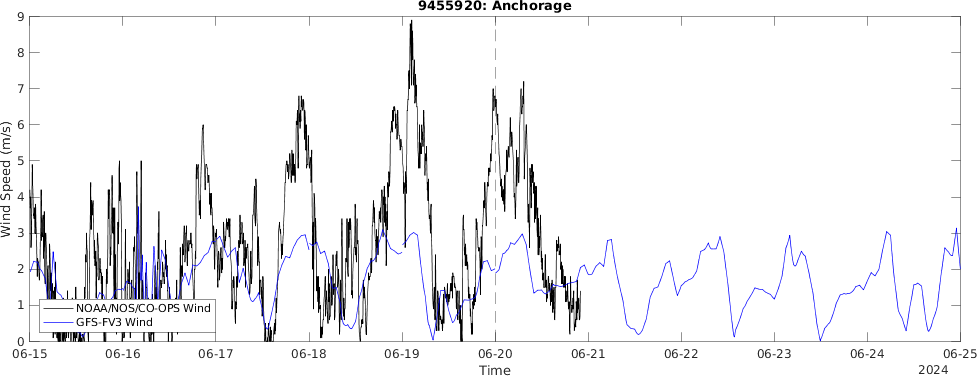 9455920: Anchorage
9
8
7
6
5
4
3
2
1
0
Wind Speed (m/s)
NOAA/NOS/CO-OPS Wind
GFS-FV3 Wind
06-15 06-16 06-17 06-18 06-19 06-20 06-21 06-22 06-23 06-24 06-25
Time
2024